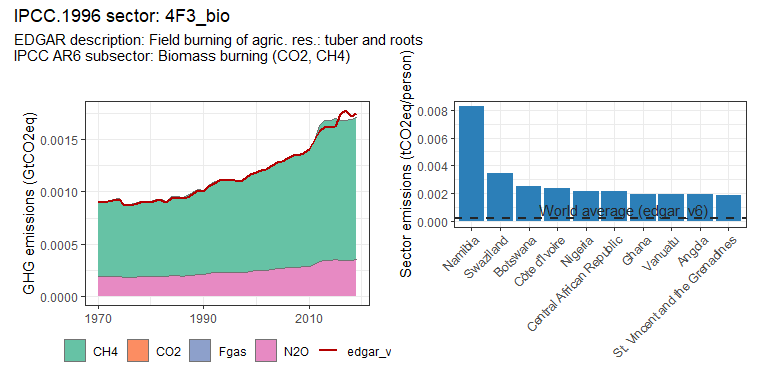 IPCC.1996 sector: 4F3_bio
EDGAR description: Field burning of agric. res.: tuber and roots
IPCC AR6 subsector: Biomass burning (CO2, CH4)
GHG emissions (GtCO2eq)
0.0015
0.0010
0.0005
0.0000
1970
1990
2010
CH4
CO2
Fgas
N2O
edgar_v
Sector emissions (tCO2eq/person)
0.008
0.006
0.004
0.002
0.000
World average (edgar_v6)
Namibia
Swaziland
Botswana
Côte d'Ivoire
Nigeria
Central African Republic
Ghana
Vanuatu
Angola
St. Vincent and the Grenadines